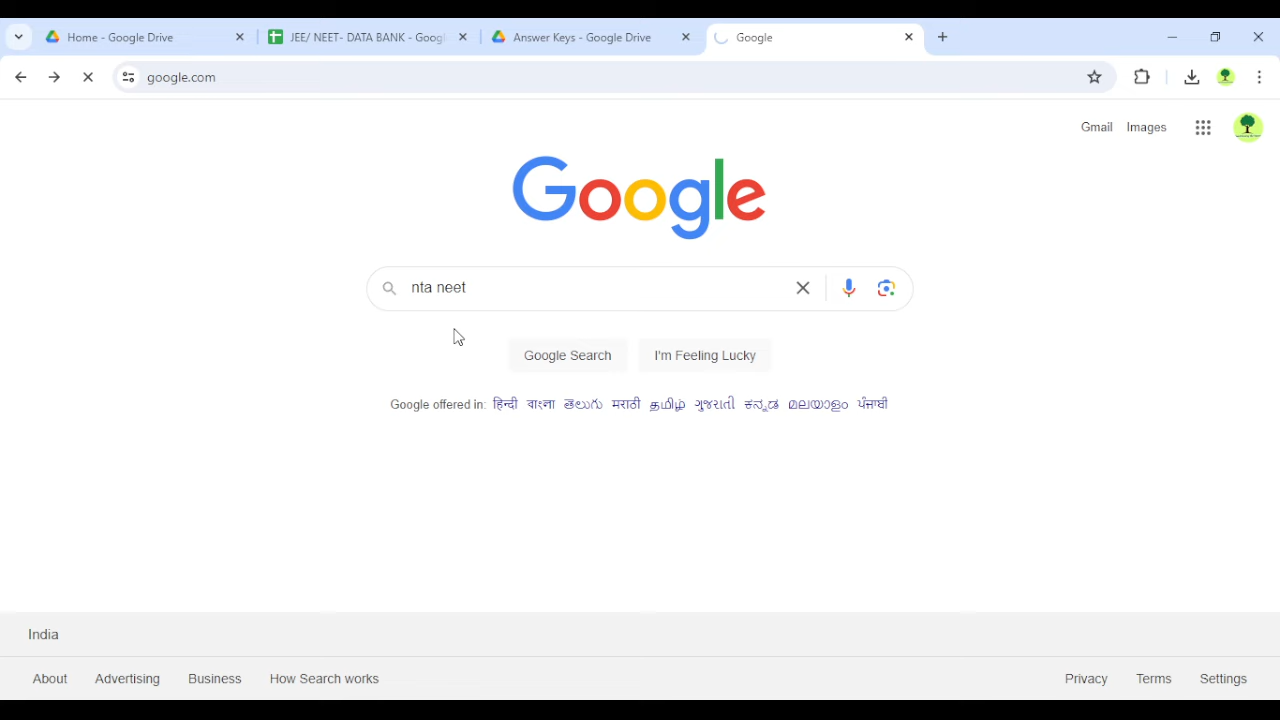 Home - Google Drive
JEE/ NEET- DATA BANK - Googl
Answer Keys - Google Drive
Google
google.com
Gmail Images
Google
nta neet
Google Search
I'm Feeling Lucky
Google offered in: हिन्दी বাংলা తెలుగు मराठी தமிழ் ગુજરાતી ಕನ್ನಡ മലയാളം ਪੰਜਾਬੀ
India
About Advertising Business How Search works
Privacy Terms Settings